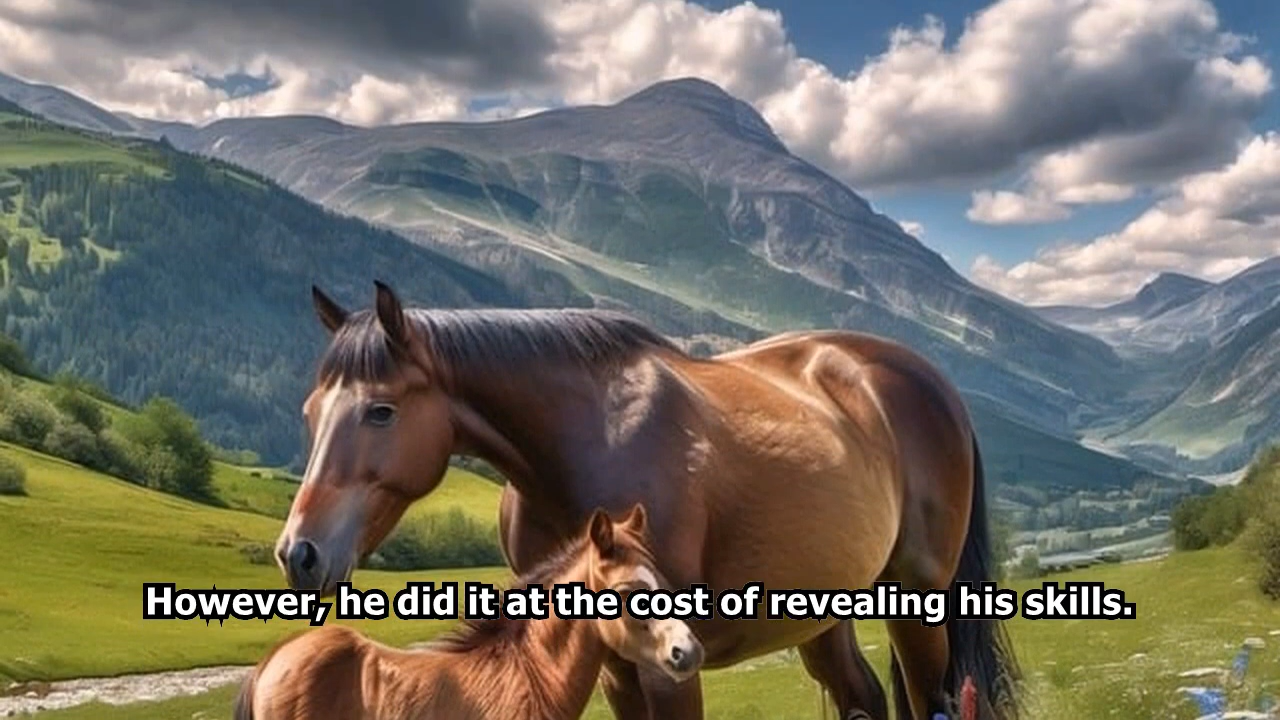 However, he did it at the cost of revealing his skills.